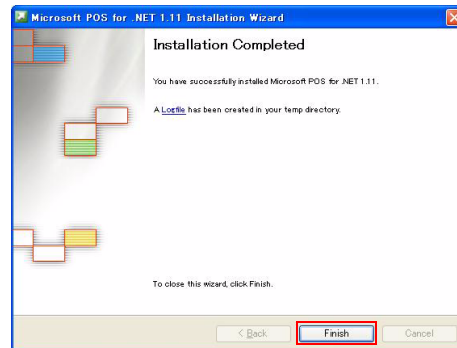 Microsoft POS for .NET 1.11 Installation Wizard
Installation Completed
You have successfully installed Microsoft POS for .NET 1.11.
A Logfile has been created in your temp directory.
To close this wizard, click Finish.
< Back
Finish
Cancel